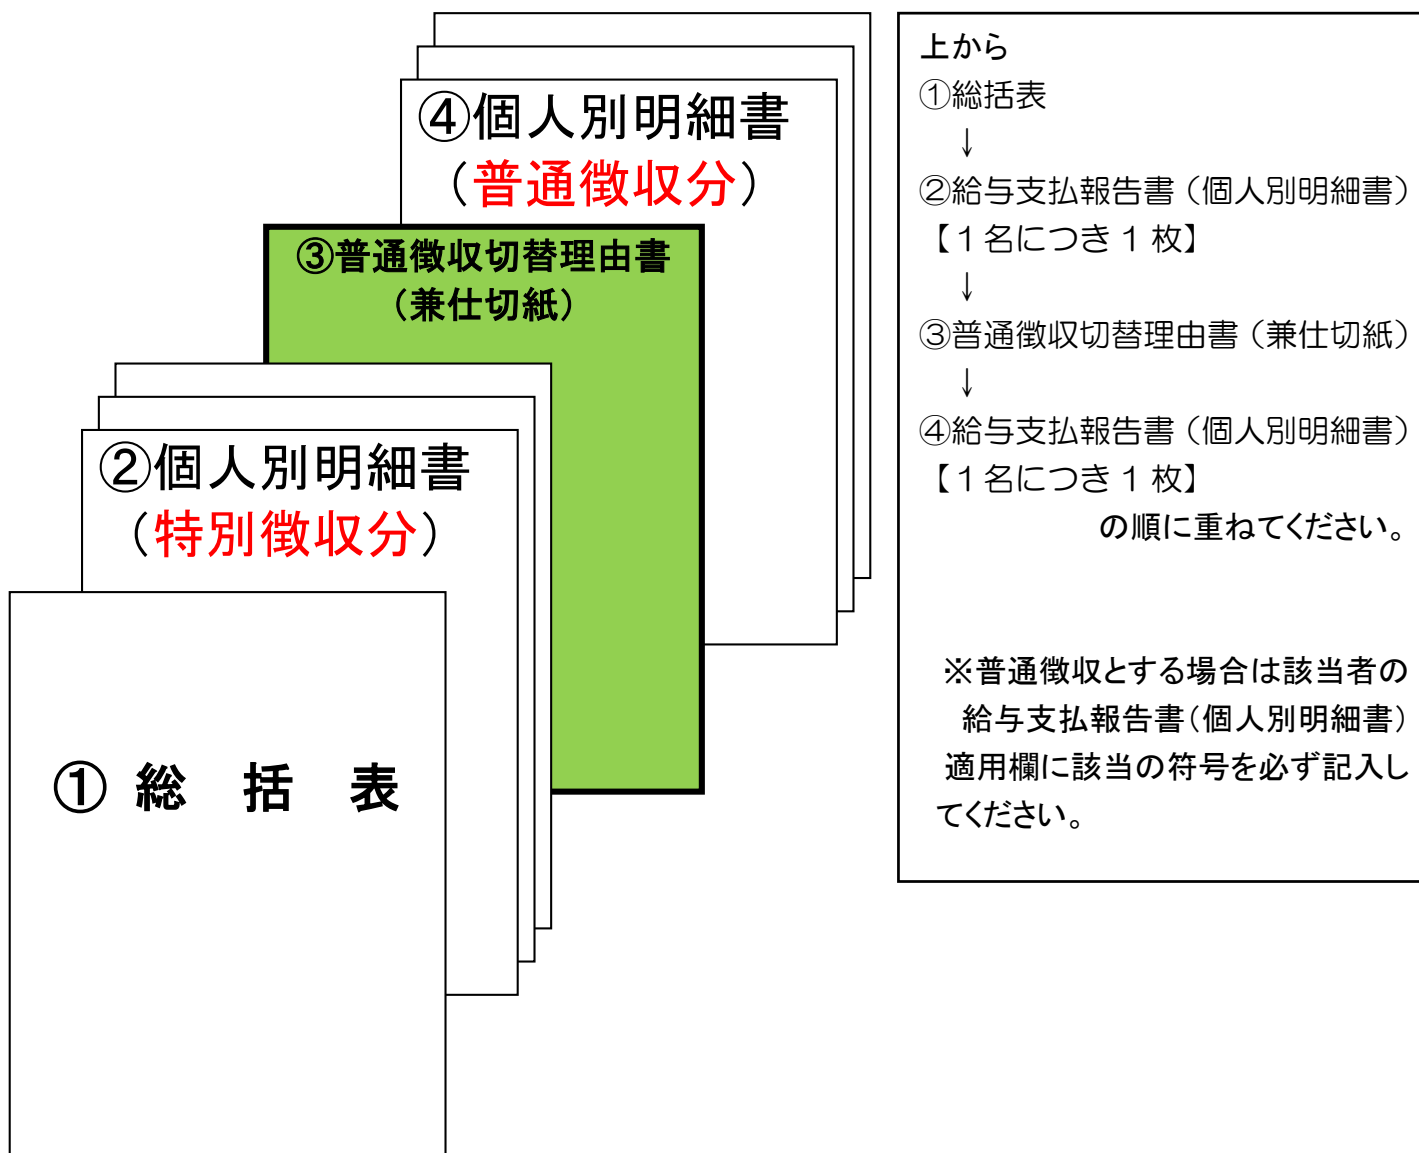 ④個人別明細書
（普通徴収分）
③普通徴収切替理由書
（兼仕切紙）
②個人別明細書
（特別徴収分）
① 総　括　表
上から
①総括表
↓
②給与支払報告書（個人別明細書）
【１名につき１枚】
↓
③普通徴収切替理由書（兼仕切紙）
↓
④給与支払報告書（個人別明細書）
【１名につき１枚】
の順に重ねてください。
※普通徴収とする場合は該当者の
給与支払報告書（個人別明細書）
適用欄に該当の符号を必ず記入し
てください。